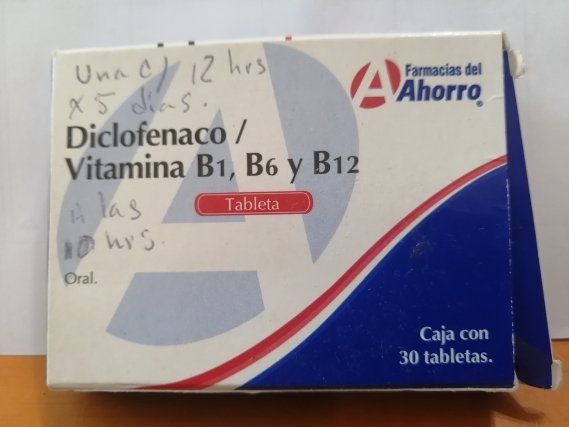 Una c/ 12 hrs
x 5 dias.
Farmacias del
Ahorro®
Diclofenaco /
Vitamina B1, B6 y B12
Tableta
A las
10 hrs.
Oral.
Caja con
30 tabletas.